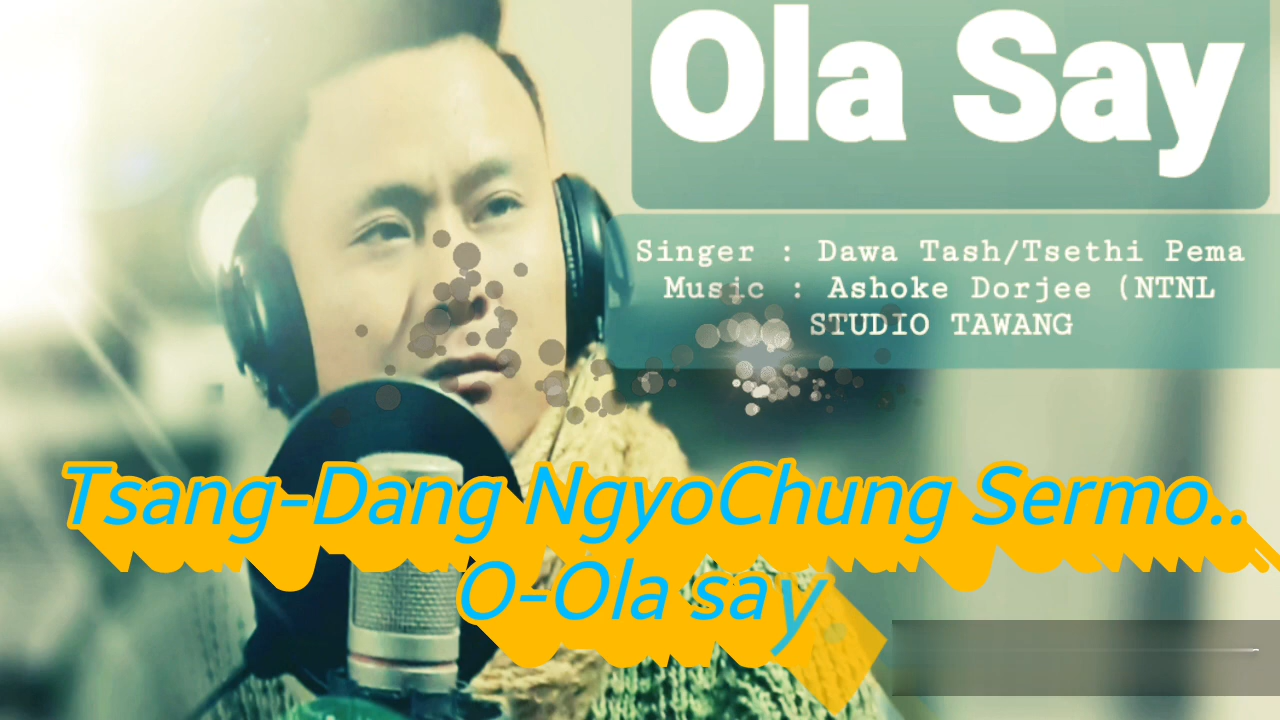 Ola Say
Singer : Dawa Tash/Tsethi Pema
Music : Ashoke Dorjee (NTNL
STUDIO TAWANG
Tsang-Dang NgyoChung Sermo..
O-Ola say